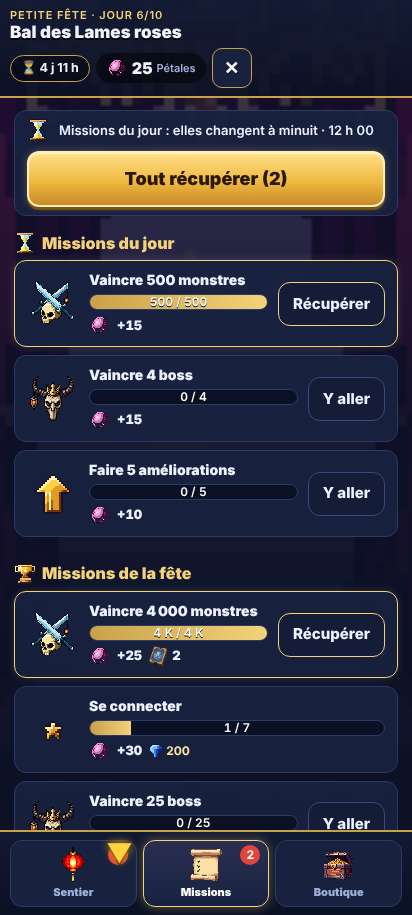 PETITE FÊTE · JOUR 6/10
Bal des Lames roses
4 j 11 h
25 Pétales
✕
Missions du jour : elles changent à minuit · 12 h 00
Tout récupérer (2)
Missions du jour
Vaincre 500 monstres
500 / 500
+15
Récupérer
Vaincre 4 boss
0 / 4
+15
Y aller
Faire 5 améliorations
0 / 5
+10
Y aller
Missions de la fête
Vaincre 4 000 monstres
4 K / 4 K
+25 2
Récupérer
Se connecter
1 / 7
+30 200
Vaincre 25 boss
0 / 25
Y aller
Sentier
2
Missions
Boutique